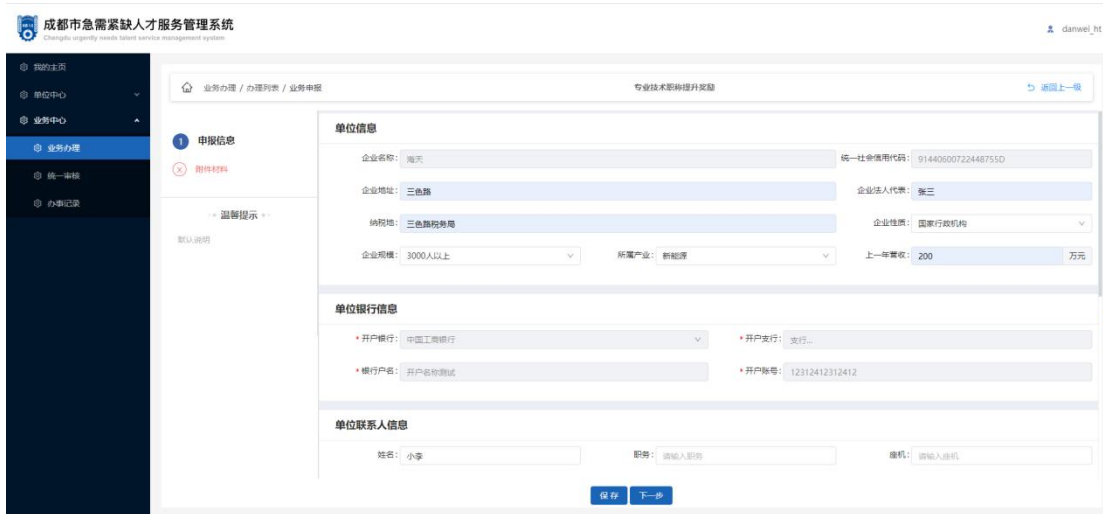 成都市急需紧缺人才服务管理系统
Chengdu urgently needs talent service management system
danwei_ht
我的主页
单位中心
业务中心
业务办理
统一审核
办事记录
业务办理 / 办理列表 / 业务申报
专业技术职称提升奖励
返回上一级
1 申报信息
附件材料
温馨提示
默认说明
单位信息
企业名称: 海天
统一社会信用代码: 91440600722448755D
企业地址: 三色路
企业法人代表: 张三
纳税地: 三色路税务局
企业性质: 国家行政机构
企业规模: 3000人以上
所属产业: 新能源
上一年营收: 200 万元
单位银行信息
* 开户银行: 中国工商银行
* 开户支行: 支行...
* 银行户名: 开户名称测试
* 开户账号: 12312412312412
单位联系人信息
姓名: 小李
职务: 请输入职务
座机: 请输入座机
保存 下一步